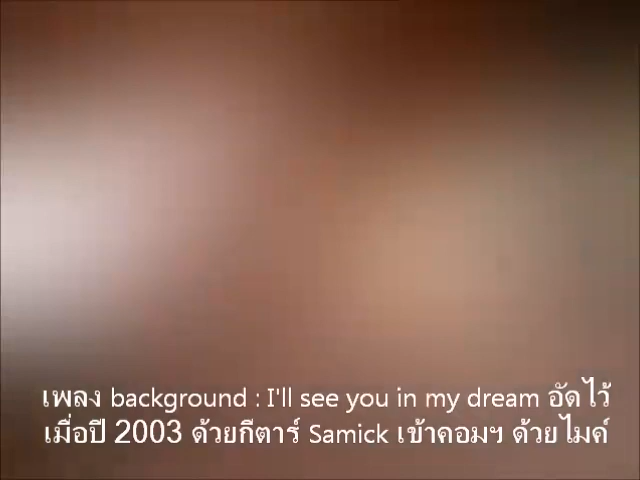 เพลง background : I'll see you in my dream อัดไว้
เมื่อปี 2003 ด้วยกีตาร์ Samick เข้าคอมฯ ด้วยไมค์